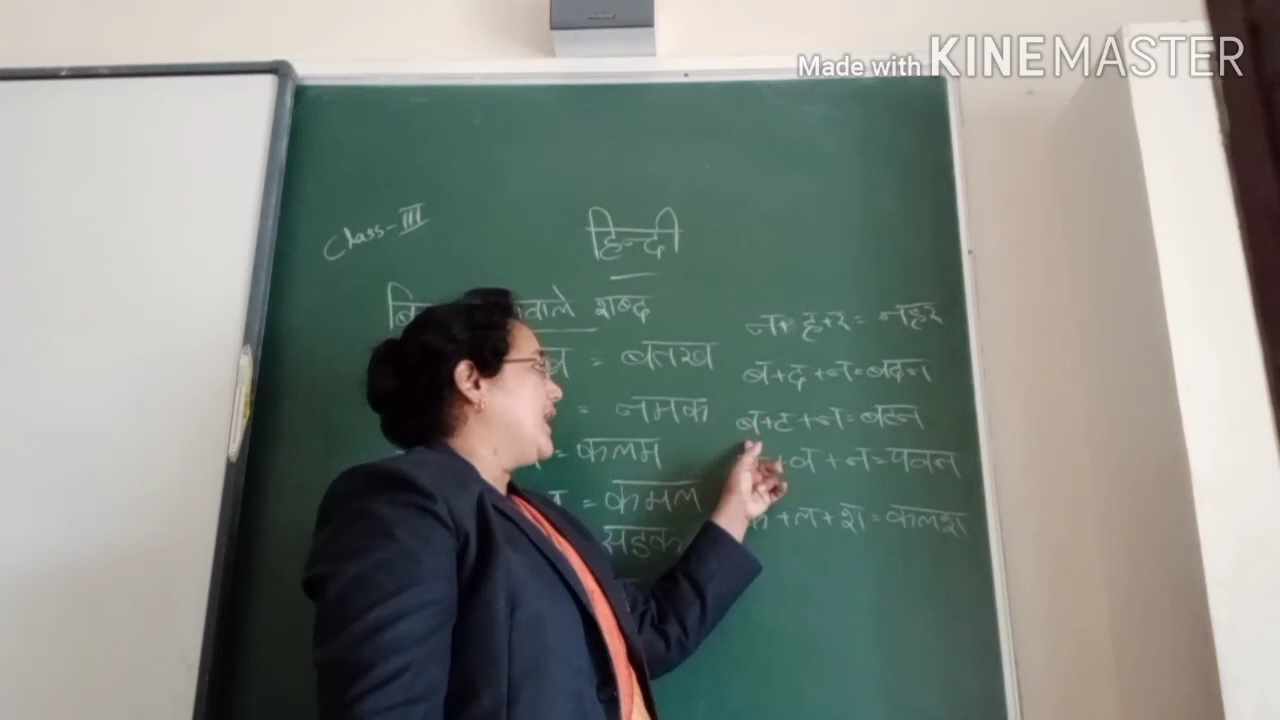 Made with KINEMASTER
Class-III
हिन्दी
वाले शब्द
ख = बतख
= नमक
= कलम
= कमल
सड़क
न+ह+र= नहर
ब+द+न=बदन
ब+ट+न=बटन
+व+न=पवन
क+ल+श=कलश